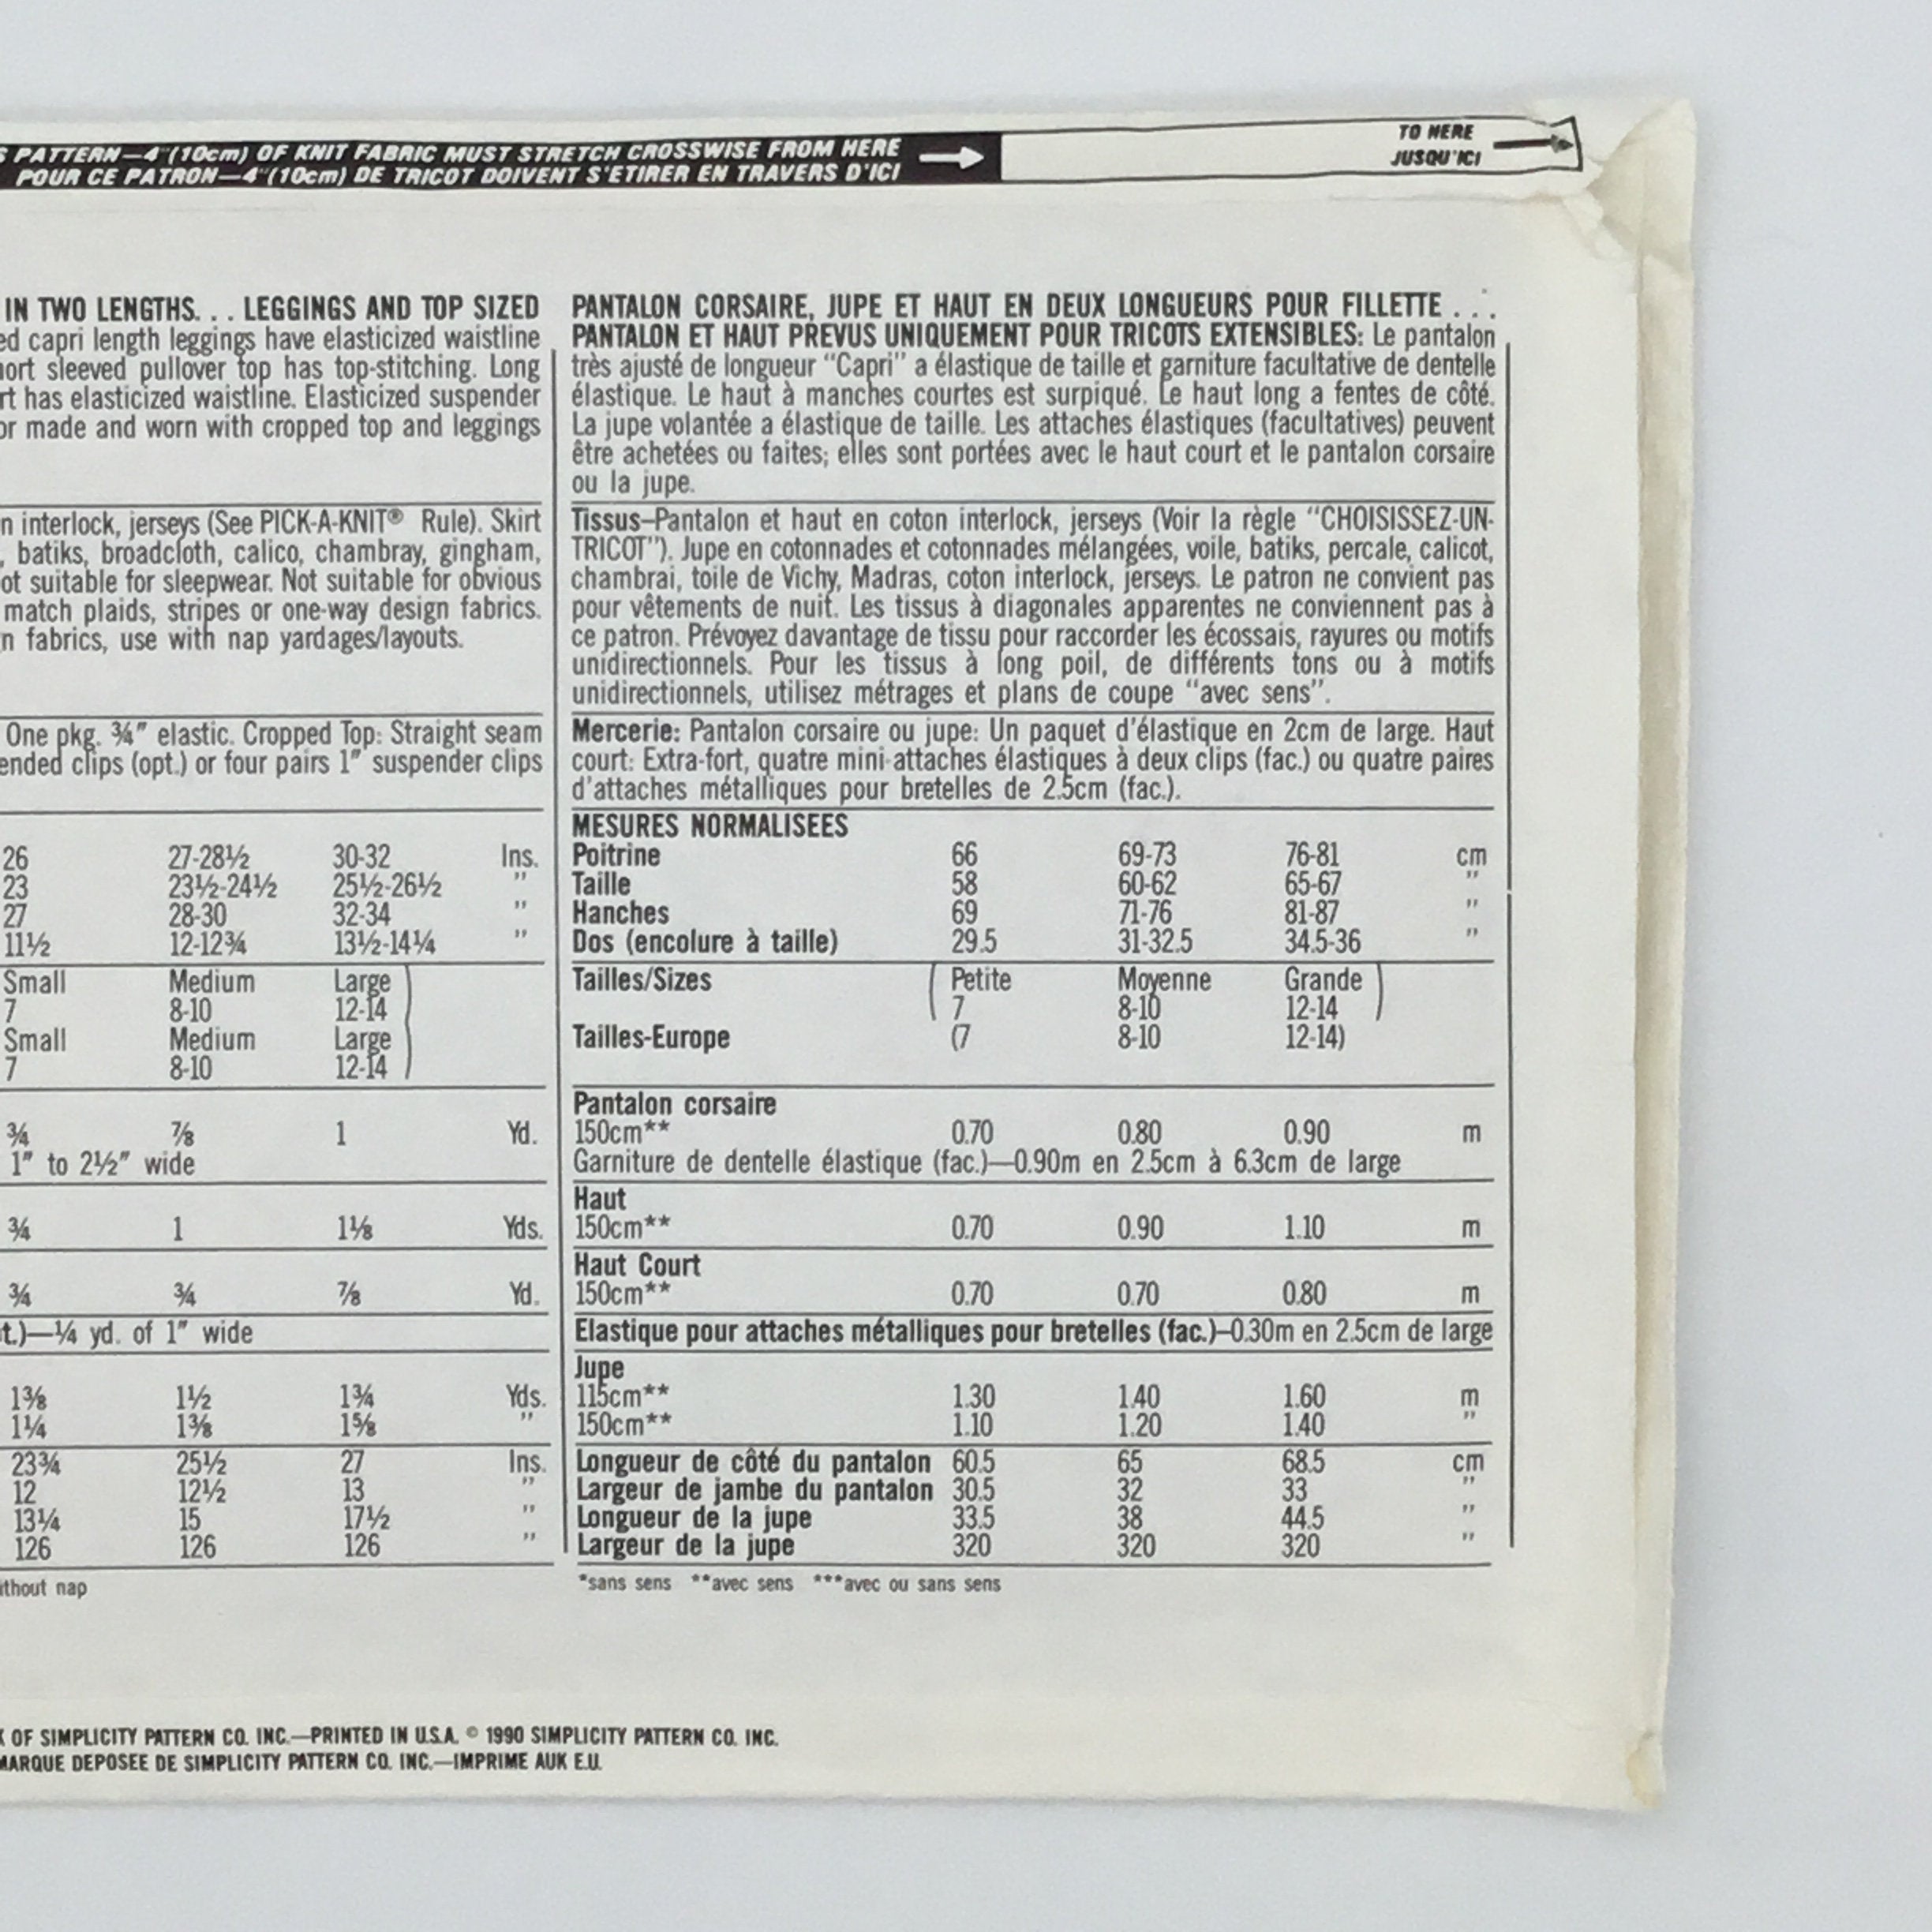 S PATTERN—4"(10cm) OF KNIT FABRIC MUST STRETCH CROSSWISE FROM HERE
POUR CE PATRON—4"(10cm) DE TRICOT DOIVENT S'ETIRER EN TRAVERS D'ICI
TO HERE
JUSQU'ICI
IN TWO LENGTHS. . . LEGGINGS AND TOP SIZED
ed capri length leggings have elasticized waistline
ort sleeved pullover top has top-stitching. Long
rt has elasticized waistline. Elasticized suspender
or made and worn with cropped top and leggings
n interlock, jerseys (See PICK-A-KNIT® Rule). Skirt
, batiks, broadcloth, calico, chambray, gingham,
ot suitable for sleepwear. Not suitable for obvious
match plaids, stripes or one-way design fabrics.
n fabrics, use with nap yardages/layouts.
One pkg. ¾" elastic. Cropped Top: Straight seam
ended clips (opt.) or four pairs 1" suspender clips
26 27-28½ 30-32 Ins.
23 23½-24½ 25½-26½ "
27 28-30 32-34 "
11½ 12-12¾ 13½-14¼ "
Small Medium Large
7 8-10 12-14
Small Medium Large
7 8-10 12-14
¾ ⅞ 1 Yd.
1" to 2½" wide
¾ 1 1⅛ Yds.
¾ ¾ ⅞ Yd.
t.)—¼ yd. of 1" wide
1⅜ 1½ 1¾ Yds.
1¼ 1⅜ 1⅝ "
23¾ 25½ 27 Ins.
12 12½ 13 "
13¼ 15 17½ "
126 126 126 "
ithout nap
PANTALON CORSAIRE, JUPE ET HAUT EN DEUX LONGUEURS POUR FILLETTE . . .
PANTALON ET HAUT PREVUS UNIQUEMENT POUR TRICOTS EXTENSIBLES: Le pantalon
très ajusté de longueur "Capri" a élastique de taille et garniture facultative de dentelle
élastique. Le haut à manches courtes est surpiqué. Le haut long a fentes de côté.
La jupe volantée a élastique de taille. Les attaches élastiques (facultatives) peuvent
être achetées ou faites; elles sont portées avec le haut court et le pantalon corsaire
ou la jupe.
Tissus–Pantalon et haut en coton interlock, jerseys (Voir la règle "CHOISISSEZ-UN-
TRICOT"). Jupe en cotonnades et cotonnades mélangées, voile, batiks, percale, calicot,
chambrai, toile de Vichy, Madras, coton interlock, jerseys. Le patron ne convient pas
pour vêtements de nuit. Les tissus à diagonales apparentes ne conviennent pas à
ce patron. Prévoyez davantage de tissu pour raccorder les écossais, rayures ou motifs
unidirectionnels. Pour les tissus à long poil, de différents tons ou à motifs
unidirectionnels, utilisez métrages et plans de coupe "avec sens".
Mercerie: Pantalon corsaire ou jupe: Un paquet d'élastique en 2cm de large. Haut
court: Extra-fort, quatre mini-attaches élastiques à deux clips (fac.) ou quatre paires
d'attaches métalliques pour bretelles de 2.5cm (fac.).
MESURES NORMALISEES
Poitrine 66 69-73 76-81 cm
Taille 58 60-62 65-67 "
Hanches 69 71-76 81-87 "
Dos (encolure à taille) 29.5 31-32.5 34.5-36 "
Tailles/Sizes Petite Moyenne Grande
7 8-10 12-14
Tailles-Europe (7 8-10 12-14)
Pantalon corsaire
150cm** 0.70 0.80 0.90 m
Garniture de dentelle élastique (fac.)—0.90m en 2.5cm à 6.3cm de large
Haut
150cm** 0.70 0.90 1.10 m
Haut Court
150cm** 0.70 0.70 0.80 m
Elastique pour attaches métalliques pour bretelles (fac.)–0.30m en 2.5cm de large
Jupe
115cm** 1.30 1.40 1.60 m
150cm** 1.10 1.20 1.40 "
Longueur de côté du pantalon 60.5 65 68.5 cm
Largeur de jambe du pantalon 30.5 32 33 "
Longueur de la jupe 33.5 38 44.5 "
Largeur de la jupe 320 320 320 "
*sans sens **avec sens ***avec ou sans sens
K OF SIMPLICITY PATTERN CO. INC.—PRINTED IN U.S.A. © 1990 SIMPLICITY PATTERN CO. INC.
MARQUE DEPOSEE DE SIMPLICITY PATTERN CO. INC.—IMPRIME AUX E.U.